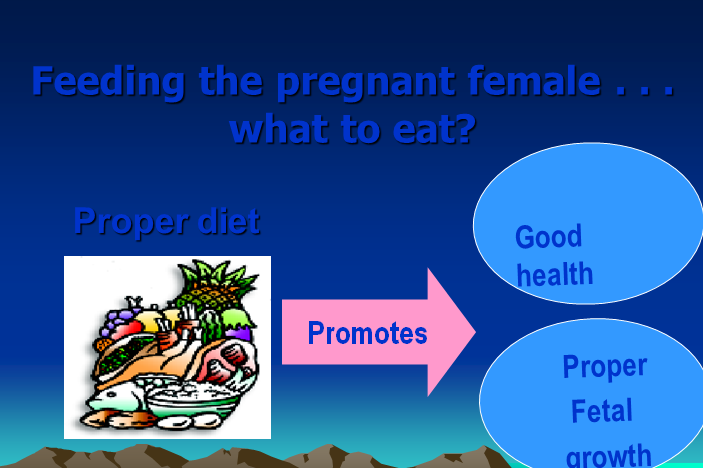 Feeding the pregnant female . . .
what to eat?
Proper diet
Promotes
Good
health
Proper
Fetal
growth